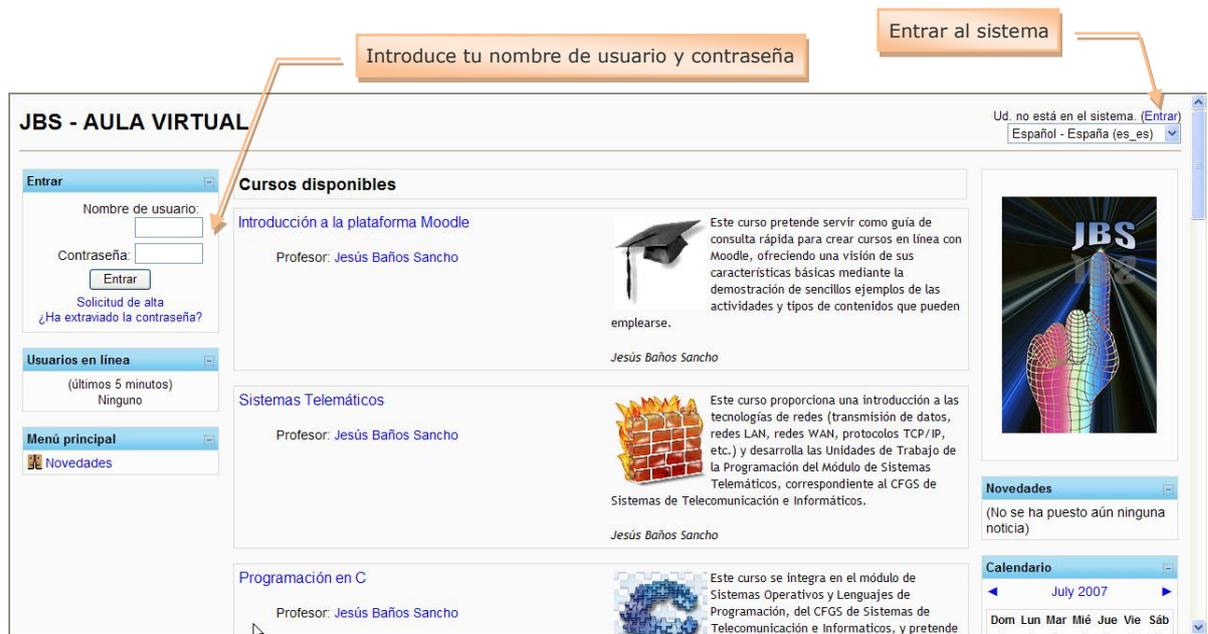 Entrar al sistema
Introduce tu nombre de usuario y contraseña
JBS - AULA VIRTUAL
Ud. no está en el sistema. (Entrar)
Español - España (es_es)
Entrar
Nombre de usuario:
Contraseña:
Entrar
Solicitud de alta
¿Ha extraviado la contraseña?
Usuarios en línea
(últimos 5 minutos)
Ninguno
Menú principal
Novedades
Cursos disponibles
Introducción a la plataforma Moodle
Profesor: Jesús Baños Sancho
Este curso pretende servir como guía de
consulta rápida para crear cursos en línea con
Moodle, ofreciendo una visión de sus
características básicas mediante la
demostración de sencillos ejemplos de las
actividades y tipos de contenidos que pueden
emplearse.
Jesús Baños Sancho
Sistemas Telemáticos
Profesor: Jesús Baños Sancho
Este curso proporciona una introducción a las
tecnologías de redes (transmisión de datos,
redes LAN, redes WAN, protocolos TCP/IP,
etc.) y desarrolla las Unidades de Trabajo de
la Programación del Módulo de Sistemas
Telemáticos, correspondiente al CFGS de
Sistemas de Telecomunicación e Informáticos.
Jesús Baños Sancho
Programación en C
Profesor: Jesús Baños Sancho
Este curso se integra en el módulo de
Sistemas Operativos y Lenguajes de
Programación, del CFGS de Sistemas de
Telecomunicación e Informaticos, y pretende
JBS
Novedades
(No se ha puesto aún ninguna
noticia)
Calendario
July 2007
Dom Lun Mar Mié Jue Vie Sáb